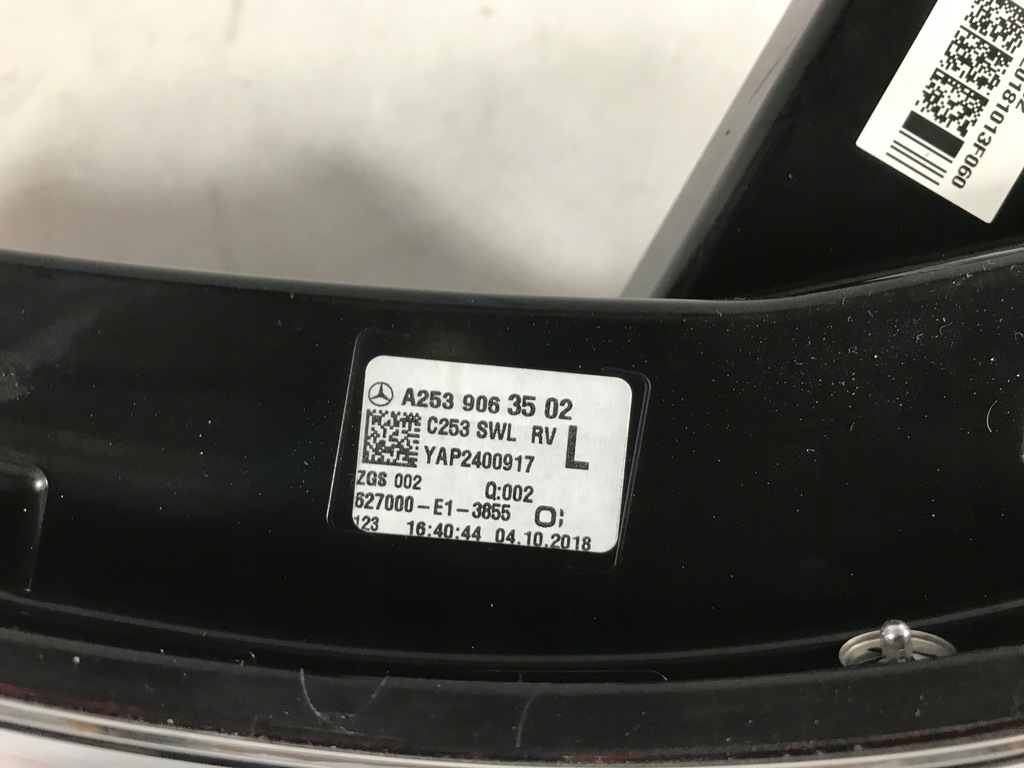 A253 906 35 02
C253 SWL RV L
YAP2400917
ZGS 002 Q:002
627000-E1-3855 O;
123 16:40:44 04.10.2018